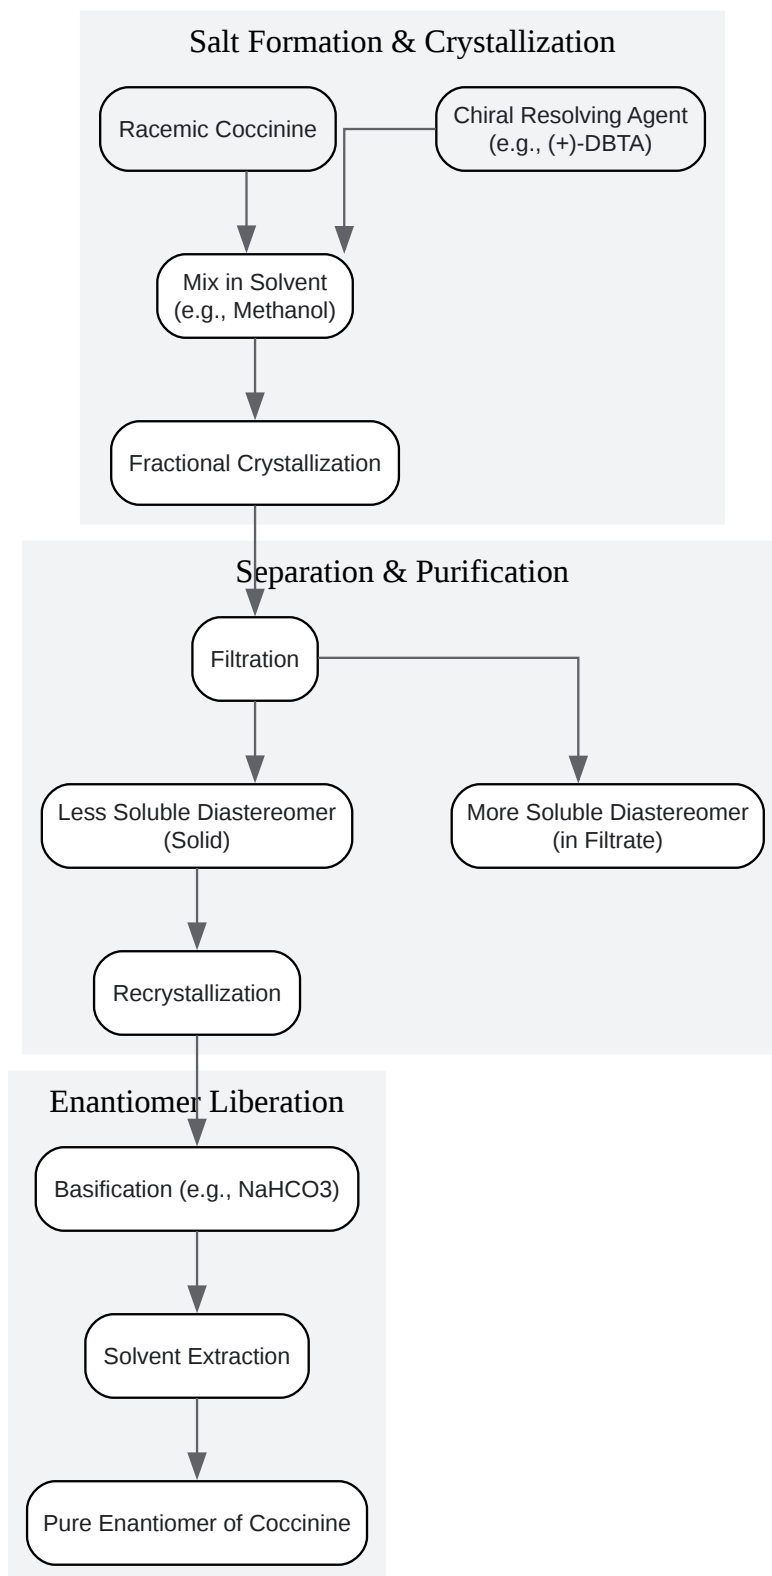 Salt Formation & Crystallization
Racemic Coccinine
Chiral Resolving Agent
(e.g., (+)-DBTA)
Mix in Solvent
(e.g., Methanol)
Fractional Crystallization
Separation & Purification
Filtration
Less Soluble Diastereomer
(Solid)
More Soluble Diastereomer
(in Filtrate)
Recrystallization
Enantiomer Liberation
Basification (e.g., NaHCO3)
Solvent Extraction
Pure Enantiomer of Coccinine